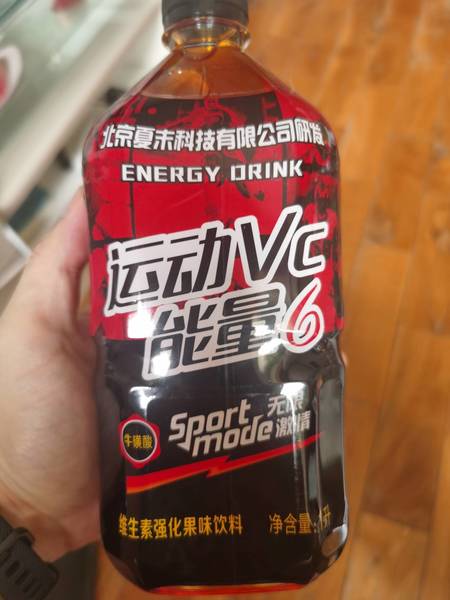 北京夏末科技有限公司研发
ENERGY DRINK
运动Vc
能量6
牛磺酸
Sport mode
无限
激情
维生素强化果味饮料
净含量:1升